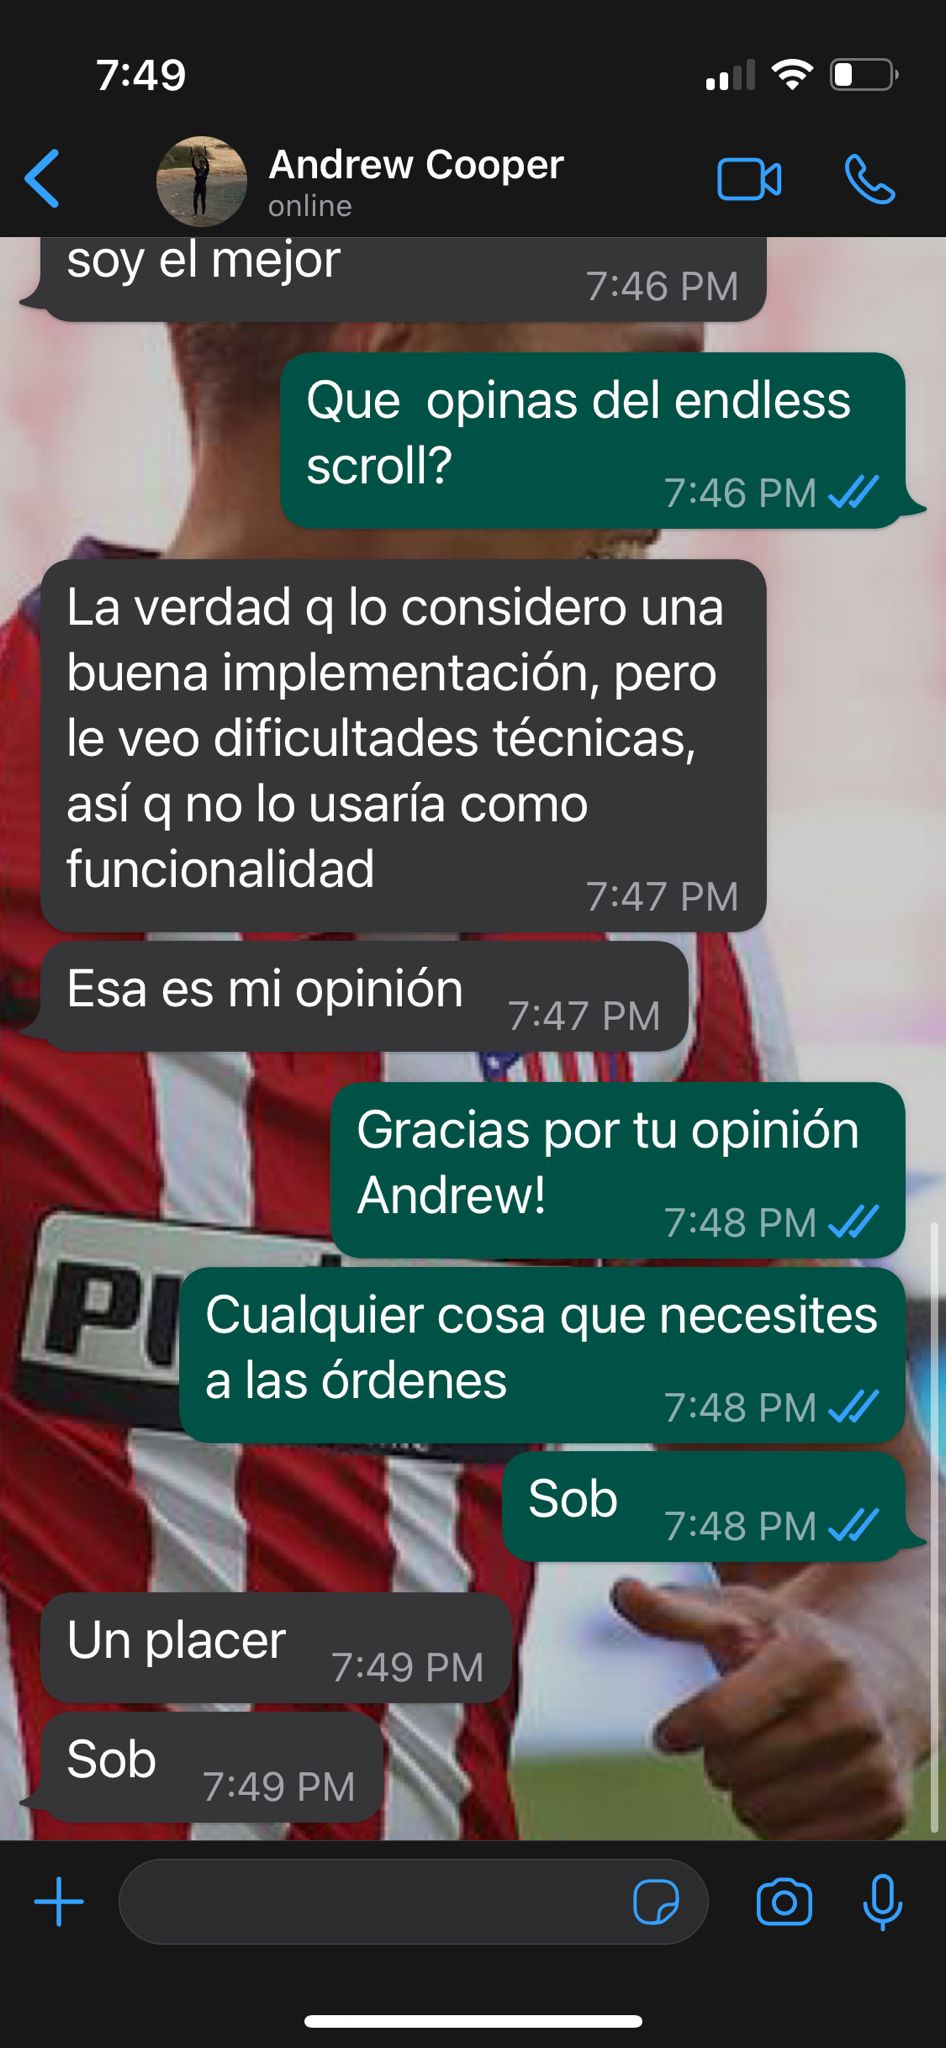 7:49
Andrew Cooper
online
soy el mejor
7:46 PM
Que  opinas del endless
scroll?
7:46 PM
La verdad q lo considero una
buena implementación, pero
le veo dificultades técnicas,
así q no lo usaría como
funcionalidad
7:47 PM
Esa es mi opinión
7:47 PM
Gracias por tu opinión
Andrew!
7:48 PM
Cualquier cosa que necesites
a las órdenes
7:48 PM
Sob
7:48 PM
Un placer
7:49 PM
Sob
7:49 PM